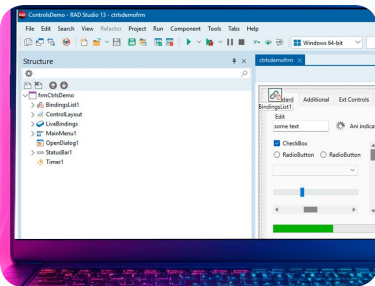 ControlsDemo - RAD Studio 13 - ctrlsdemofrm
File Edit Search View Refactor Project Run Component Tools Tabs Help
Windows 64-bit
Structure
frmCtrlsDemo
BindingsList1
ControlLayout
LiveBindings
MainMenu1
OpenDialog1
StatusBar1
Timer1
ctrlsdemofrm
dard Additional Ext Controls
BindingsList1
Edit
some text
Ani indica
CheckBox
RadioButton RadioButton